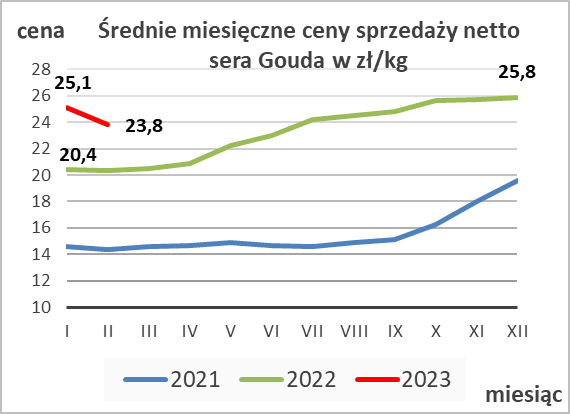 cena
Średnie miesięczne ceny sprzedaży netto
sera Gouda w zł/kg
28
26
24
22
20
18
16
14
12
10
25,1
23,8
20,4
25,8
I II III IV V VI VII VIII IX X XI XII
2021 2022 2023
miesiąc